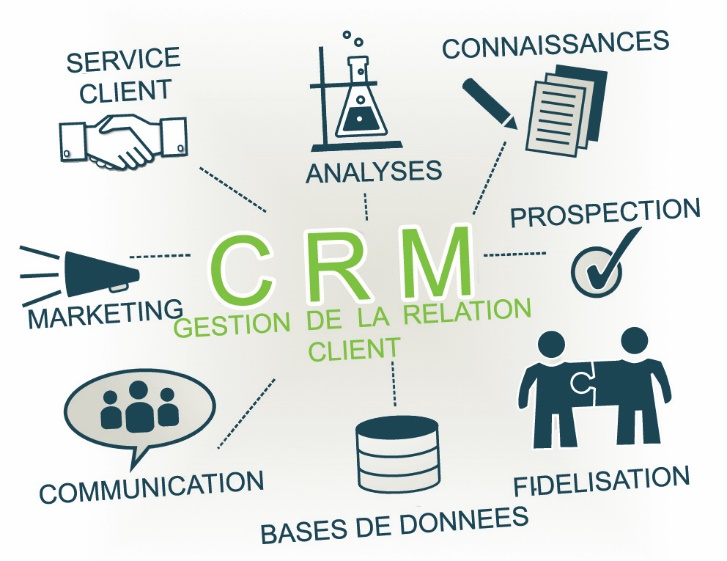 SERVICE
CLIENT
ANALYSES
CONNAISSANCES
PROSPECTION
CRM
GESTION DE LA RELATION
CLIENT
MARKETING
COMMUNICATION
BASES DE DONNEES
FIDELISATION